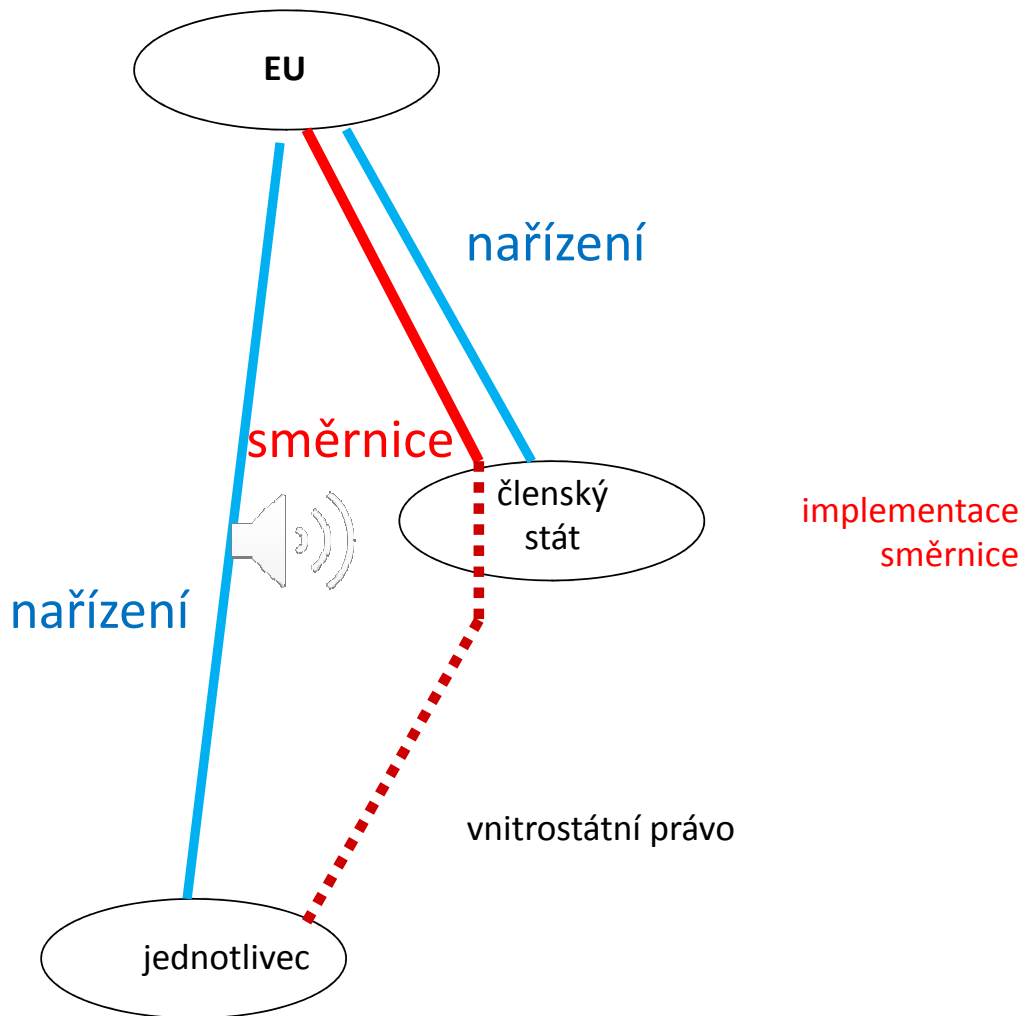 EU
nařízení
směrnice
členský
stát
implementace
směrnice
nařízení
vnitrostátní právo
jednotlivec